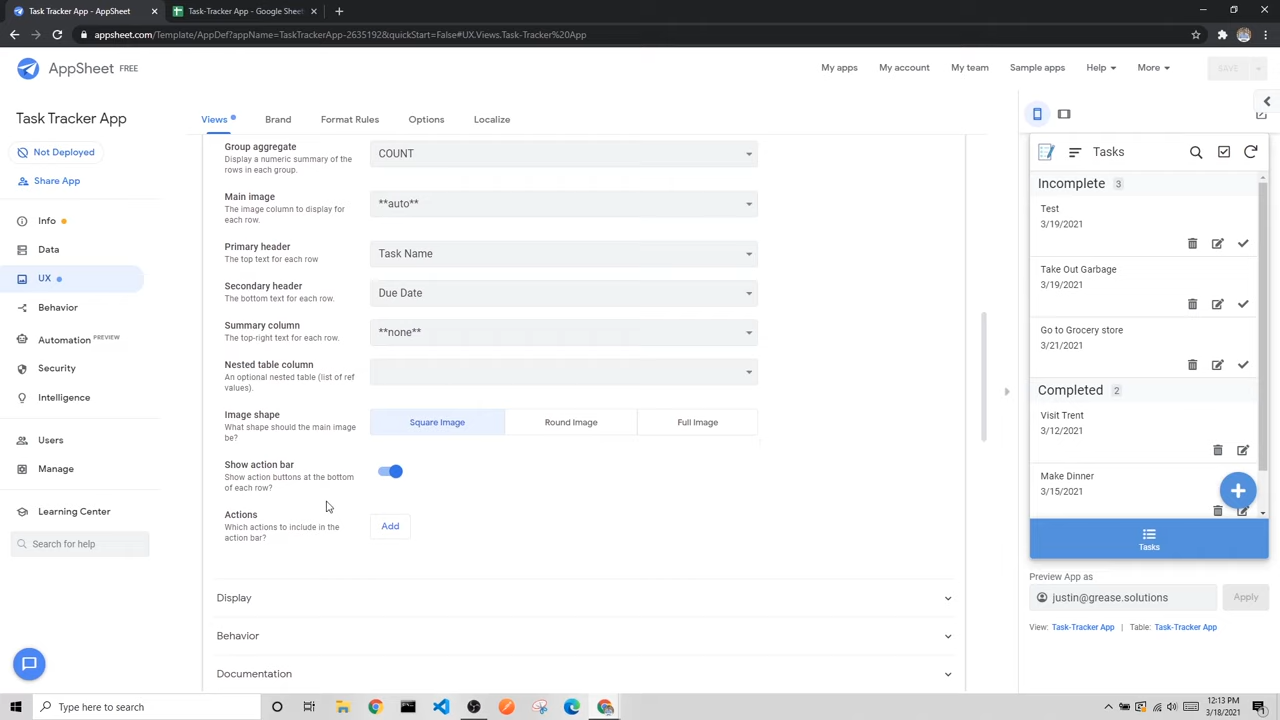 Task Tracker App
Task-Tracker App - Google Sheet
appsheet.com/Template/AppDef?appName=TaskTrackerApp-2635192&quickStart=False#UX.Views.Task-Tracker%20App
AppSheet FREE
My apps
My account
My team
Sample apps
Help
More
SAVE
Task Tracker App
Not Deployed
Share App
Info
Data
UX
Behavior
Automation PREVIEW
Security
Intelligence
Users
Manage
Learning Center
Search for help
Views
Brand
Format Rules
Options
Localize
Group aggregate
Display a numeric summary of the
rows in each group.
COUNT
Main image
The image column to display for
each row.
**auto**
Primary header
The top text for each row
Task Name
Secondary header
The bottom text for each row.
Due Date
Summary column
The top-right text for each row.
**none**
Nested table column
An optional nested table (list of ref
values).
Image shape
What shape should the main image
be?
Square Image
Round Image
Full Image
Show action bar
Show action buttons at the bottom
of each row?
Actions
Which actions to include in the
action bar?
Add
Display
Behavior
Documentation
Tasks
Incomplete 3
Test
3/19/2021
Take Out Garbage
3/19/2021
Go to Grocery store
3/21/2021
Completed 2
Visit Trent
3/12/2021
Make Dinner
3/15/2021
Tasks
Preview App as
justin@grease.solutions
Apply
View: Task-Tracker App | Table: Task-Tracker App
Type here to search
12:13 PM
3/18/2021